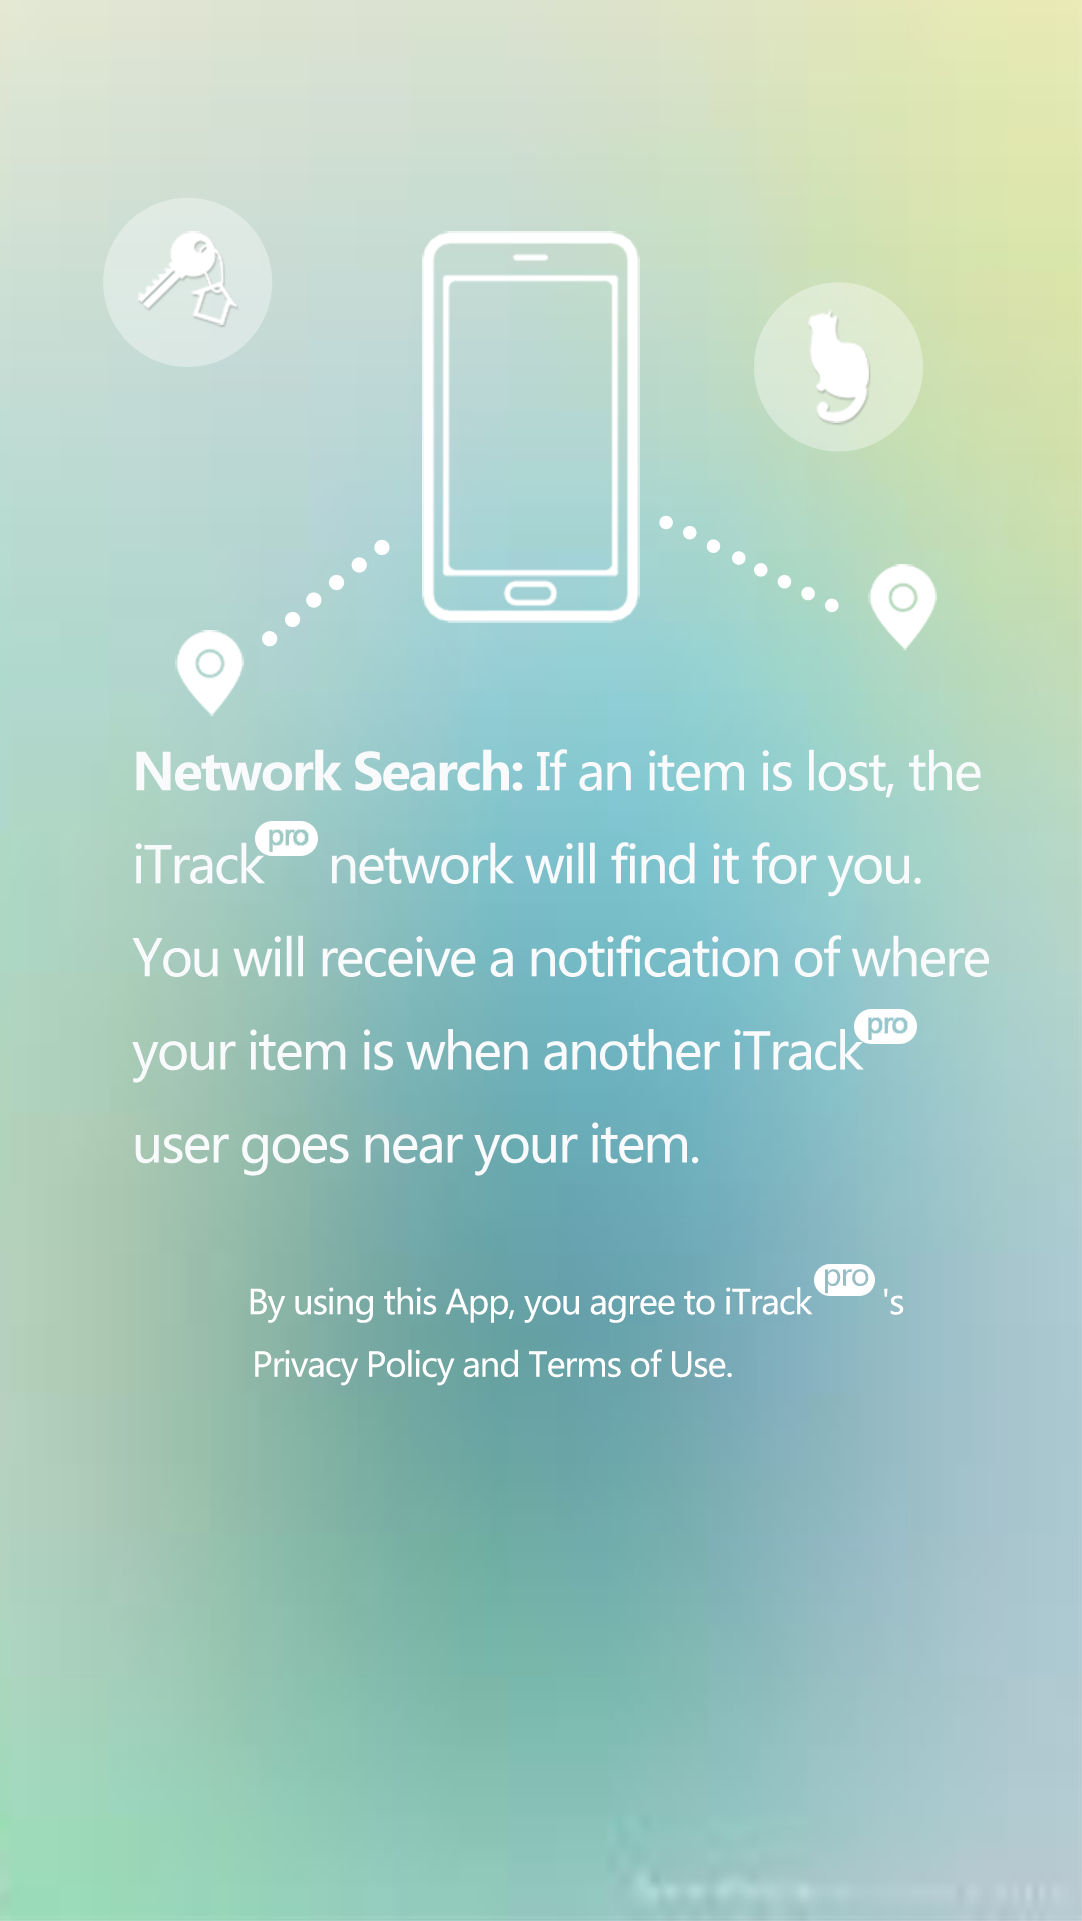 Network Search: If an item is lost, the
iTrack pro network will find it for you.
You will receive a notification of where
your item is when another iTrack pro
user goes near your item.
By using this App, you agree to iTrack pro 's
Privacy Policy and Terms of Use.